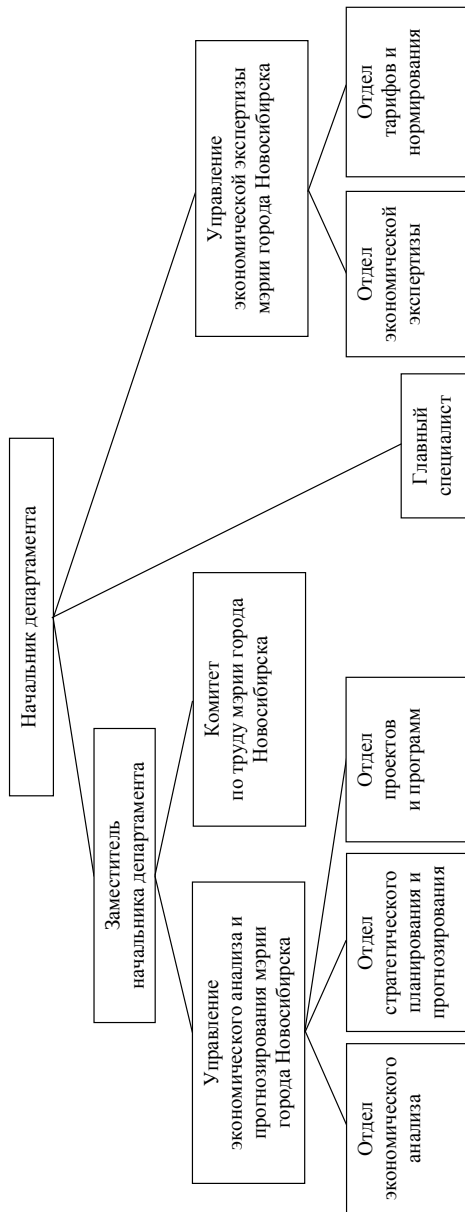 Начальник департамента
Заместитель
начальника департамента
Управление
экономического анализа и
прогнозирования мэрии
города Новосибирска
Комитет
по труду мэрии города
Новосибирска
Управление
экономической экспертизы
мэрии города Новосибирска
Отдел
экономического
анализа
Отдел
стратегического
планирования и
прогнозирования
Отдел
проектов
и программ
Главный
специалист
Отдел
экономической
экспертизы
Отдел
тарифов и
нормирования